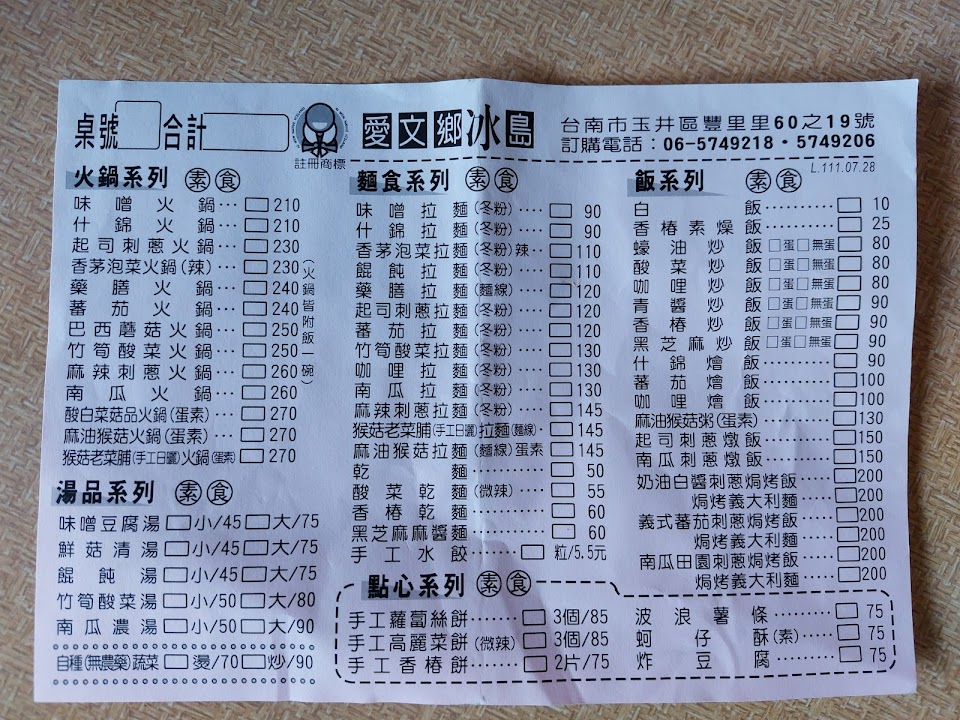 桌號 合計
註冊商標
愛文鄉冰島
台南市玉井區豐里里60之19號
訂購電話：06-5749218・5749206
L.111.07.28
火鍋系列 素食
味噌火鍋… 210
什錦火鍋… 210
起司刺蔥火鍋… 230
香茅泡菜火鍋(辣)… 230
藥膳火鍋… 240
蕃茄火鍋… 240
巴西蘑菇火鍋… 250
竹筍酸菜火鍋… 250
麻辣刺蔥火鍋… 260
南瓜火鍋… 260
酸白菜菇品火鍋(蛋素)… 270
麻油猴菇火鍋(蛋素) 270
猴菇老菜脯(手工日曬)火鍋(蛋素) 270
(火鍋皆附飯一碗)
湯品系列 素食
味噌豆腐湯 小/45 大/75
鮮菇清湯 小/45 大/75
餛飩湯 小/45 大/75
竹筍酸菜湯 小/50 大/80
南瓜濃湯 小/50 大/90
自種(無農藥)蔬菜 燙/70 炒/90
麵食系列 素食
味噌拉麵(冬粉)…… 90
什錦拉麵(冬粉)…… 90
香茅泡菜拉麵(冬粉)辣… 110
餛飩拉麵(冬粉)…… 110
藥膳拉麵(麵線)…… 120
起司刺蔥拉麵(冬粉)…… 120
蕃茄拉麵(冬粉)…… 120
竹筍酸菜拉麵(冬粉)…… 130
咖哩拉麵(冬粉)…… 130
南瓜拉麵(冬粉)…… 130
麻辣刺蔥拉麵(冬粉)…… 145
猴菇老菜脯(手工日曬)拉麵(麵線)· 145
麻油猴菇拉麵(麵線)蛋素 145
乾麵……… 50
酸菜乾麵(微辣)…… 55
香椿乾麵……… 60
黑芝麻麻醬麵……… 60
手工水餃…… 粒/5.5元
飯系列 素食
白飯……… 10
香椿素燥飯……… 25
蠔油炒飯 蛋 無蛋 80
酸菜炒飯 蛋 無蛋 80
咖哩炒飯 蛋 無蛋 80
青醬炒飯 蛋 無蛋 90
香椿炒飯 蛋 無蛋 90
黑芝麻炒飯 蛋 無蛋 90
什錦燴飯……… 90
蕃茄燴飯……… 100
咖哩燴飯……… 100
麻油猴菇粥(蛋素)……… 130
起司刺蔥燉飯……… 150
南瓜刺蔥燉飯……… 150
奶油白醬刺蔥焗烤飯…… 200
焗烤義大利麵…… 200
義式蕃茄刺蔥焗烤飯…… 200
焗烤義大利麵…… 200
南瓜田園刺蔥焗烤飯…… 200
焗烤義大利麵…… 200
點心系列 素食
手工蘿蔔絲餅…… 3個/85
手工高麗菜餅(微辣) 3個/85
手工香椿餅…… 2片/75
波浪薯條……… 75
蚵仔酥(素)…… 75
炸豆腐……… 75